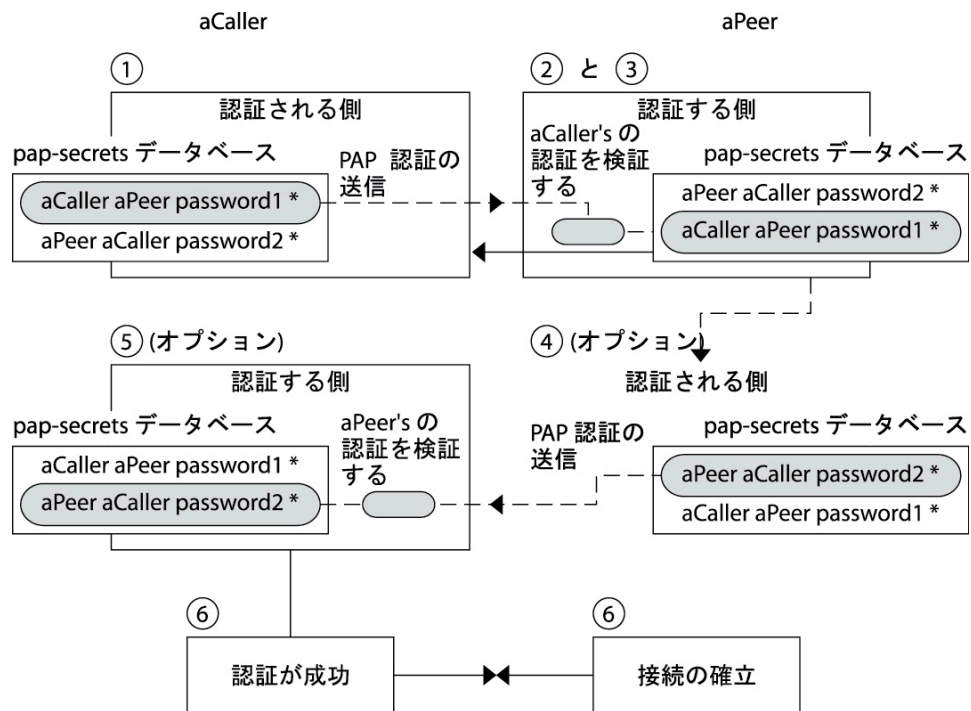 aCaller
aPeer
①
② と ③
認証される側
認証する側
pap-secrets データベース
PAP 認証の
送信
aCaller's の
認証を検証
する
pap-secrets データベース
aCaller aPeer password1 *
aPeer aCaller password2 *
aPeer aCaller password2 *
aCaller aPeer password1 *
⑤ (オプション)
④ (オプション)
認証する側
認証される側
pap-secrets データベース
aPeer's の
認証を検証
する
PAP 認証の
送信
pap-secrets データベース
aCaller aPeer password1 *
aPeer aCaller password2 *
aPeer aCaller password2 *
aCaller aPeer password1 *
⑥
⑥
認証が成功
接続の確立